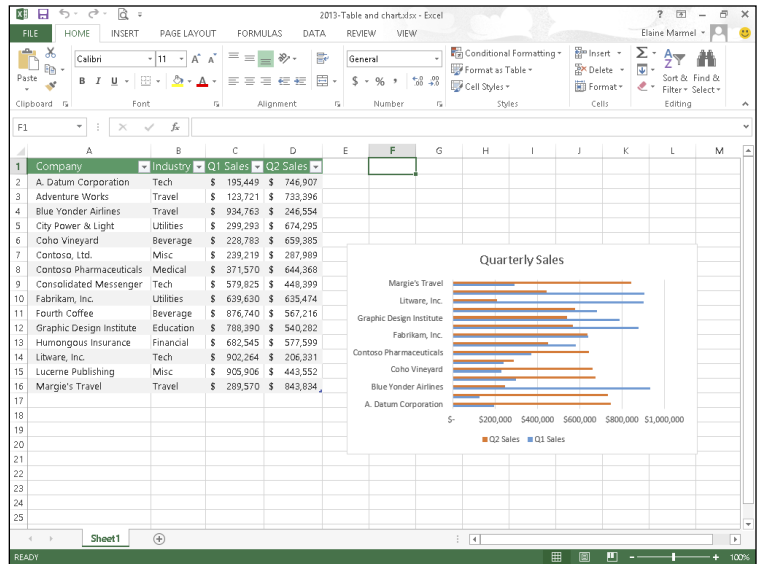 2013-Table and chart.xlsx - Excel
FILE HOME INSERT PAGE LAYOUT FORMULAS DATA REVIEW VIEW Elaine Marmel
Paste Calibri 11 A A General Conditional Formatting Insert Σ
B I U A $ % , Format as Table Delete Sort & Find &
Cell Styles Format Filter Select
Clipboard Font Alignment Number Styles Cells Editing
F1 fx
A B C D E F G H I J K L M
1 Company Industry Q1 Sales Q2 Sales
2 A. Datum Corporation Tech $ 195,449 $ 746,907
3 Adventure Works Travel $ 123,721 $ 733,396
4 Blue Yonder Airlines Travel $ 934,763 $ 246,554
5 City Power & Light Utilities $ 299,293 $ 674,295
6 Coho Vineyard Beverage $ 228,783 $ 659,385
7 Contoso, Ltd. Misc $ 239,219 $ 287,989
8 Contoso Pharmaceuticals Medical $ 371,570 $ 644,368
9 Consolidated Messenger Tech $ 579,825 $ 448,399
10 Fabrikam, Inc. Utilities $ 639,630 $ 635,474
11 Fourth Coffee Beverage $ 876,740 $ 567,216
12 Graphic Design Institute Education $ 788,390 $ 540,282
13 Humongous Insurance Financial $ 682,545 $ 577,599
14 Litware, Inc. Tech $ 902,264 $ 206,331
15 Lucerne Publishing Misc $ 905,906 $ 443,552
16 Margie's Travel Travel $ 289,570 $ 843,834
17
18
19
20
21
22
23
24
25
Quarterly Sales
Margie's Travel
Litware, Inc.
Graphic Design Institute
Fabrikam, Inc.
Contoso Pharmaceuticals
Coho Vineyard
Blue Yonder Airlines
A. Datum Corporation
$- $200,000 $400,000 $600,000 $800,000 $1,000,000
Q2 Sales Q1 Sales
Sheet1
READY 100%